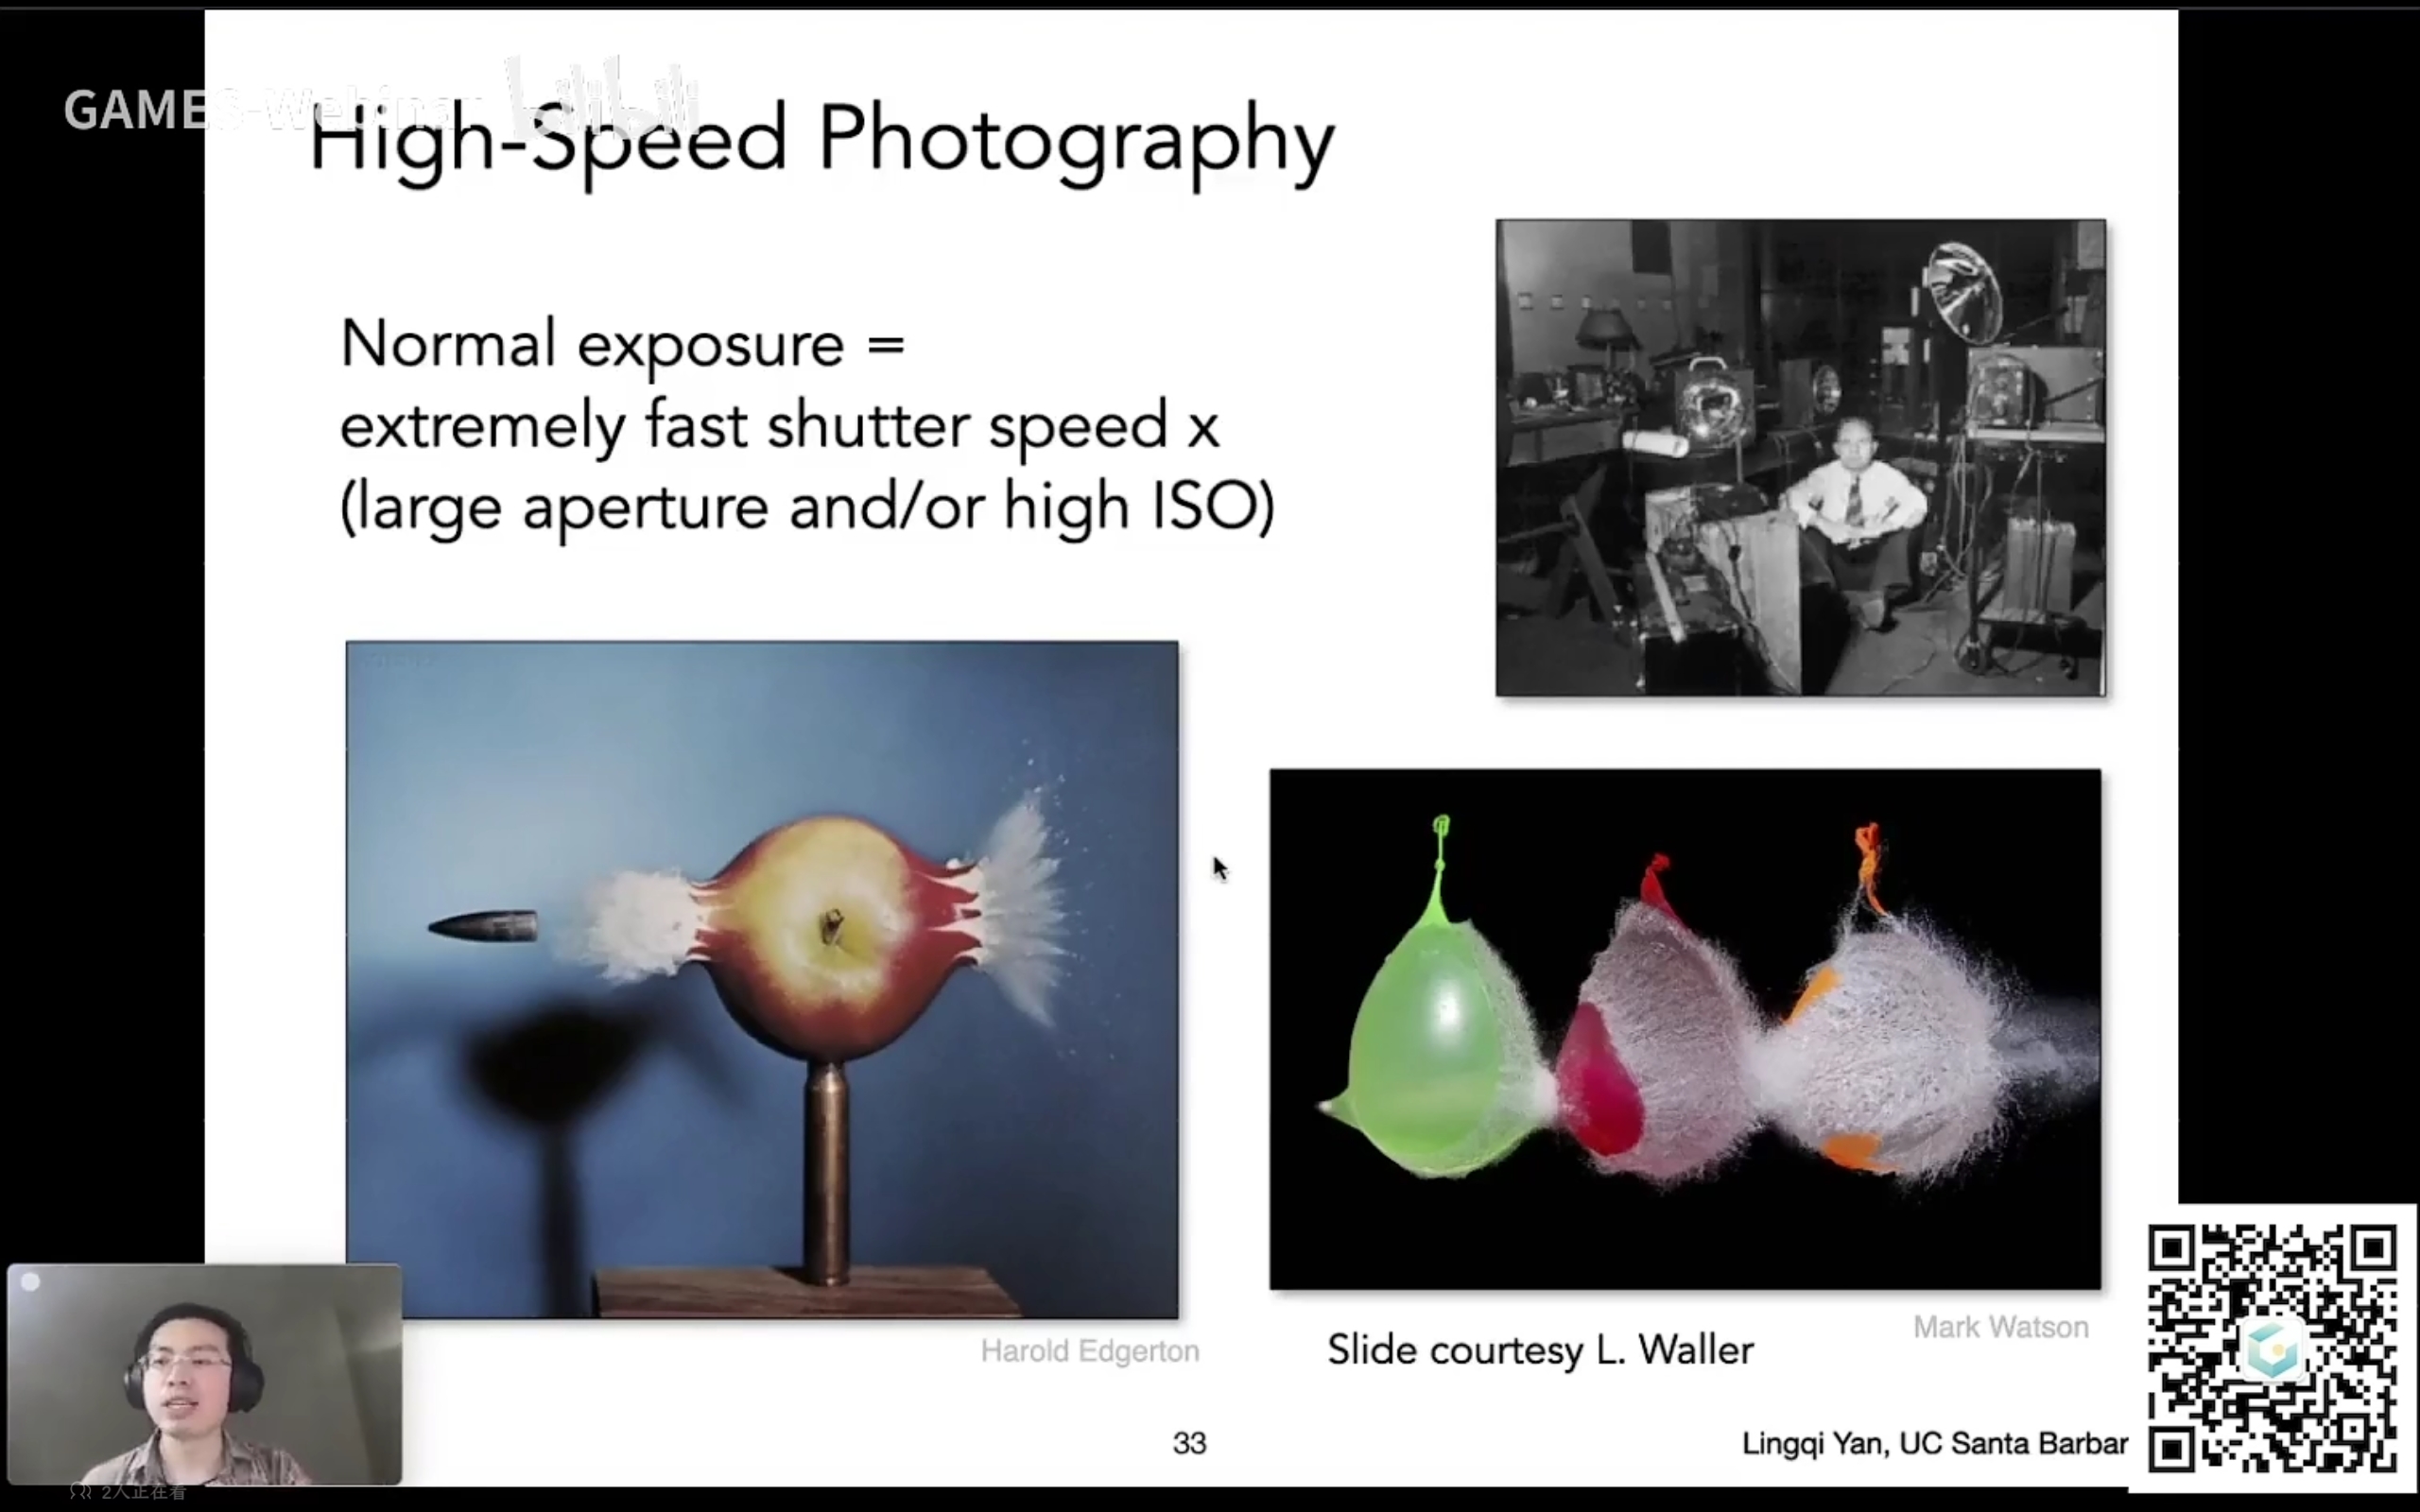 GAMES-Webinar bilibili
High-Speed Photography
Normal exposure =
extremely fast shutter speed x
(large aperture and/or high ISO)
Harold Edgerton
Mark Watson
Slide courtesy L. Waller
33
Lingqi Yan, UC Santa Barbar
2人正在看